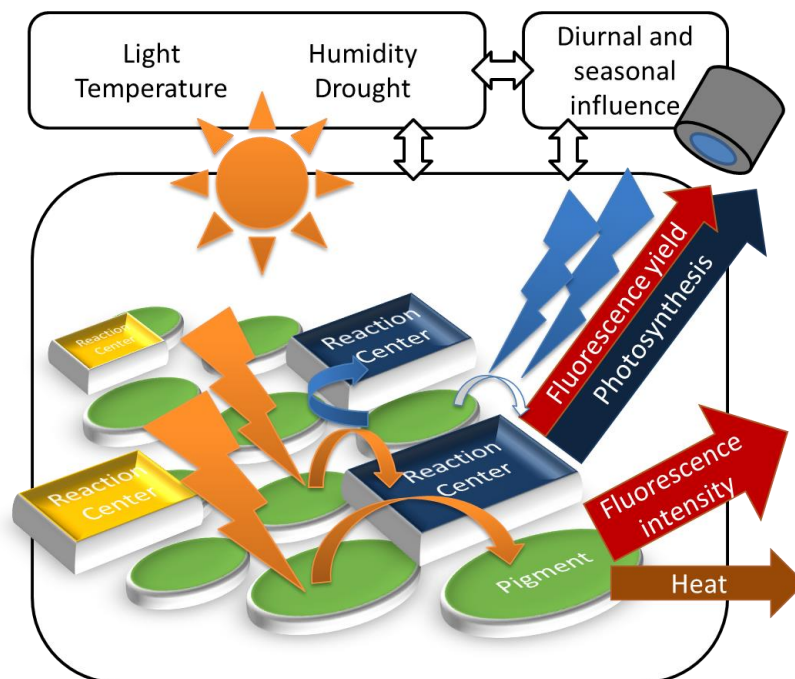 Light
Temperature
Humidity
Drought
Diurnal and
seasonal
influence
Fluorescence yield
Photosynthesis
Reaction
Center
Reaction
Center
Reaction
Center
Reaction
Center
Fluorescence
intensity
Pigment
Heat